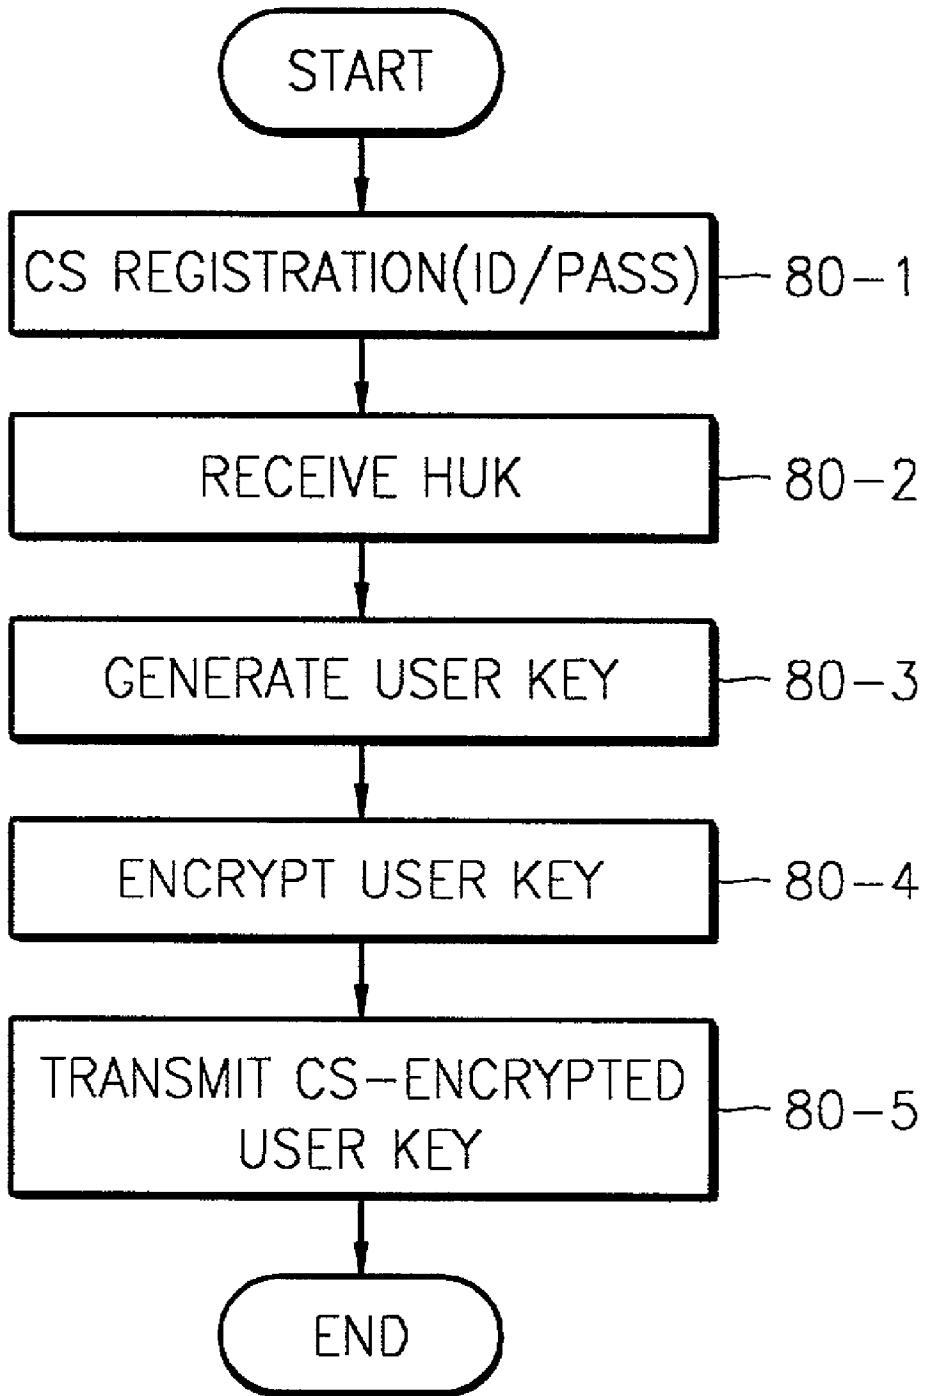 START
CS REGISTRATION(ID/PASS)
80-1
RECEIVE HUK
80-2
GENERATE USER KEY
80-3
ENCRYPT USER KEY
80-4
TRANSMIT CS-ENCRYPTED
USER KEY
80-5
END